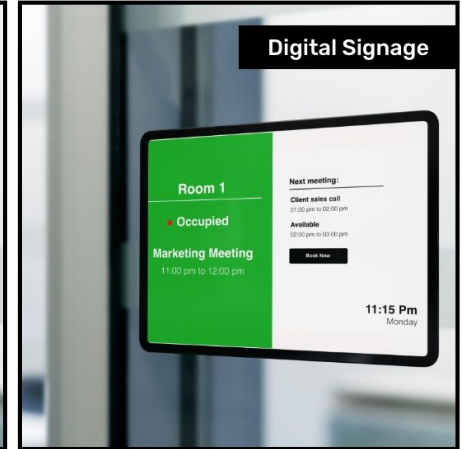 Digital Signage
Room 1
Occupied
Marketing Meeting
11:00 pm to 12:00 pm
Next meeting:
Client sales call
01:00 pm to 02:00 pm
Available
02:00 pm to 03:00 pm
Book Now
11:15 Pm
Monday